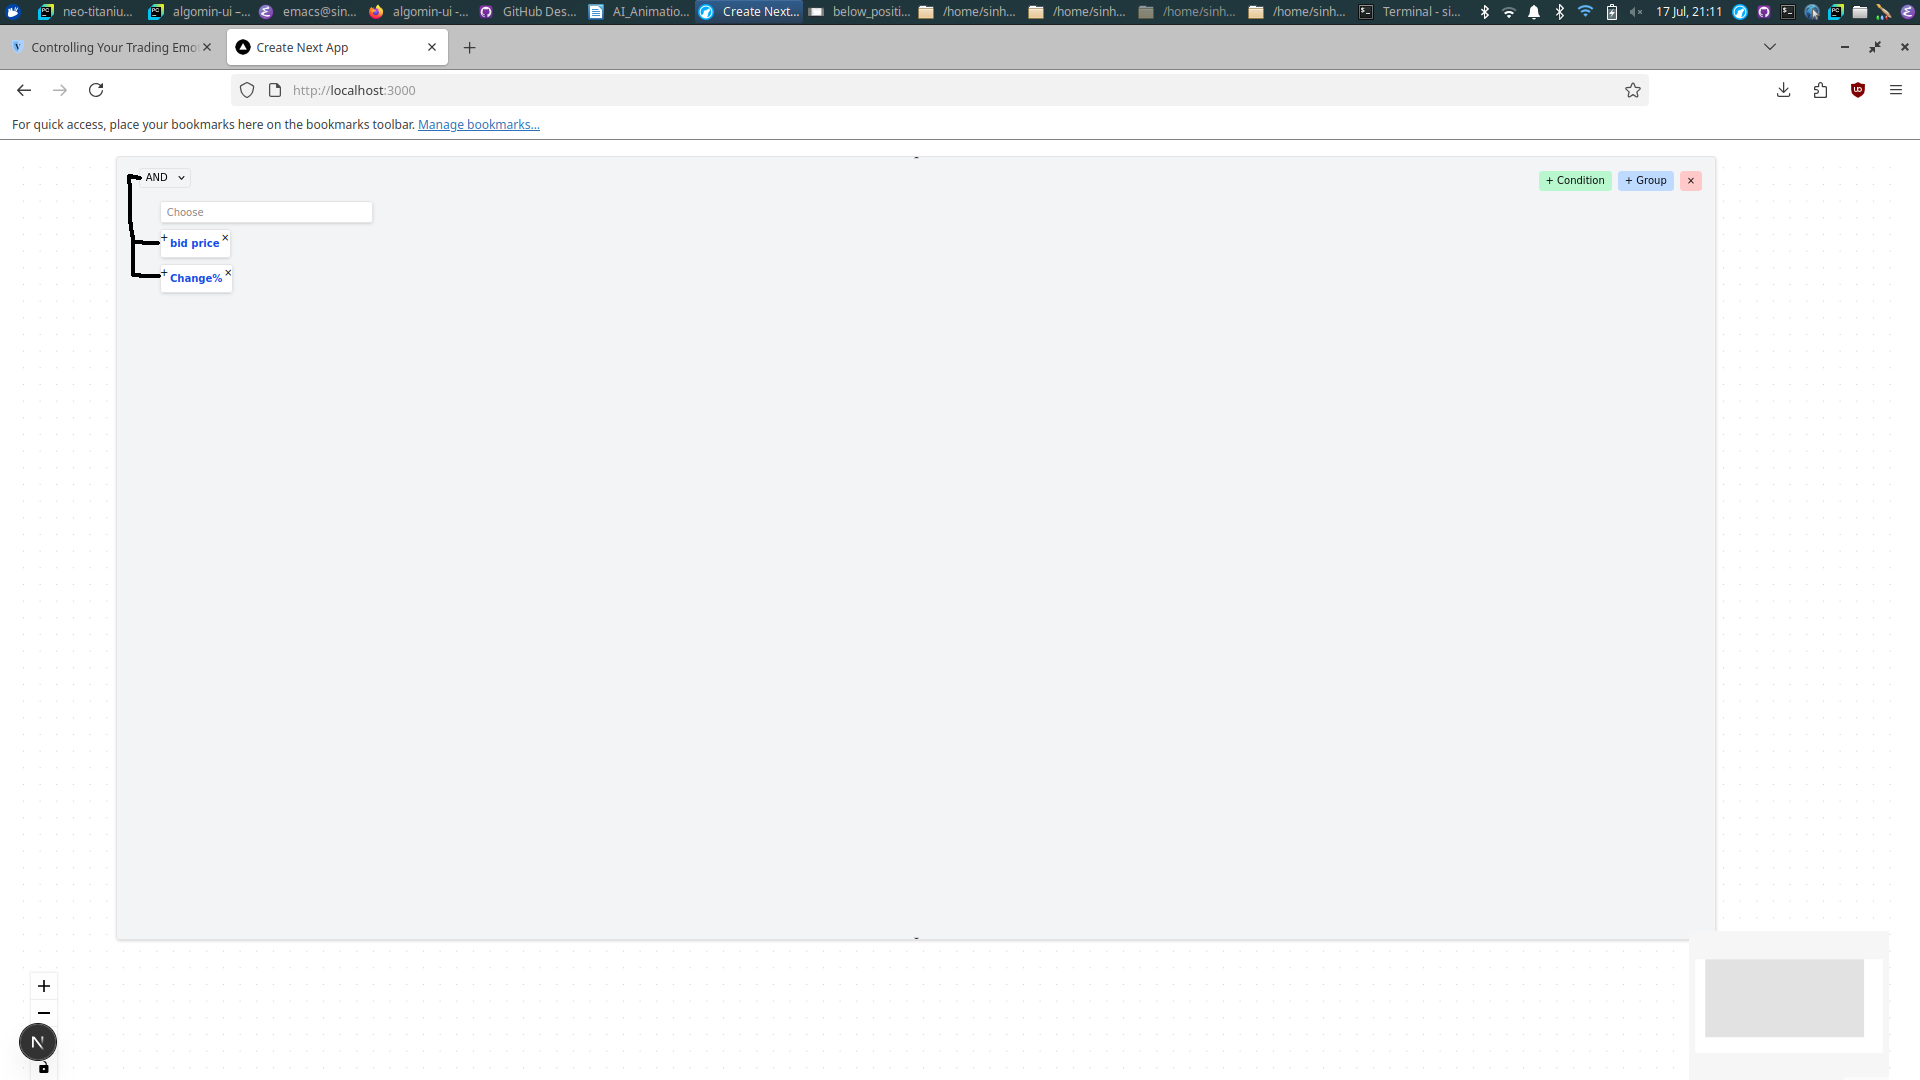 neo-titaniu...
algomin-ui –...
emacs@sin...
algomin-ui -...
GitHub Des...
AI_Animatio...
Create Next...
below_positi...
/home/sinh...
/home/sinh...
/home/sinh...
/home/sinh...
Terminal - si...
17 Jul, 21:11
Controlling Your Trading Emo
Create Next App
http://localhost:3000
For quick access, place your bookmarks here on the bookmarks toolbar. Manage bookmarks...
AND
+ Condition
+ Group
×
Choose
+ bid price ×
+ Change% ×
N